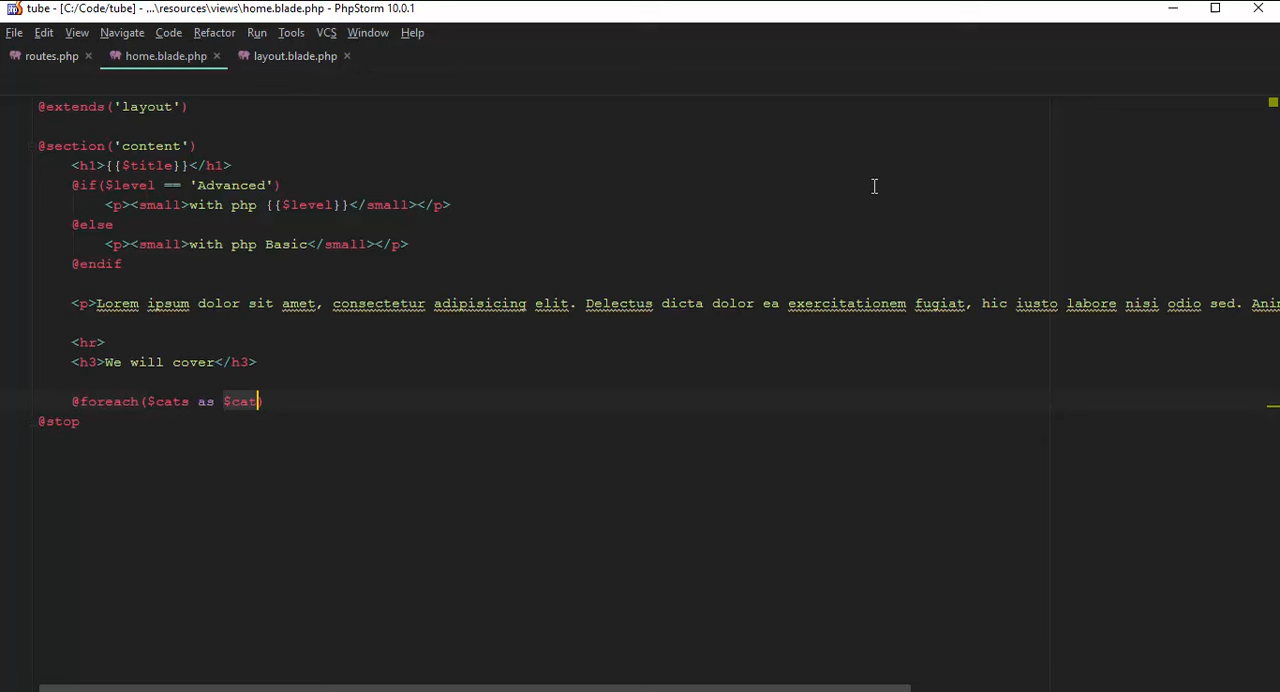 tube - [C:/Code/tube] - ...\resources\views\home.blade.php - PhpStorm 10.0.1
File Edit View Navigate Code Refactor Run Tools VCS Window Help
routes.php home.blade.php layout.blade.php
@extends('layout')
@section('content')
<h1>{{$title}}</h1>
@if($level == 'Advanced')
<p><small>with php {{$level}}</small></p>
@else
<p><small>with php Basic</small></p>
@endif
<p>Lorem ipsum dolor sit amet, consectetur adipisicing elit. Delectus dicta dolor ea exercitationem fugiat, hic iusto labore nisi odio sed.
<hr>
<h3>We will cover</h3>
@foreach($cats as $cat)
@stop